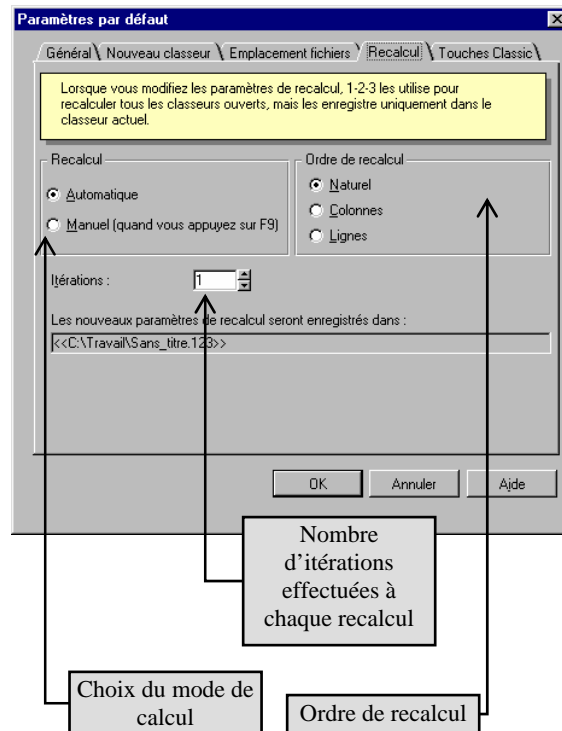 Paramètres par défaut
Général Nouveau classeur Emplacement fichiers Recalcul Touches Classic
Lorsque vous modifiez les paramètres de recalcul, 1-2-3 les utilise pour
recalculer tous les classeurs ouverts, mais les enregistre uniquement dans le
classeur actuel.
Recalcul
Automatique
Manuel (quand vous appuyez sur F9)
Ordre de recalcul
Naturel
Colonnes
Lignes
Itérations : 1
Les nouveaux paramètres de recalcul seront enregistrés dans :
<<C:\Travail\Sans_titre.123>>
OK Annuler Aide
Nombre
d'itérations
effectuées à
chaque recalcul
Choix du mode de
calcul
Ordre de recalcul